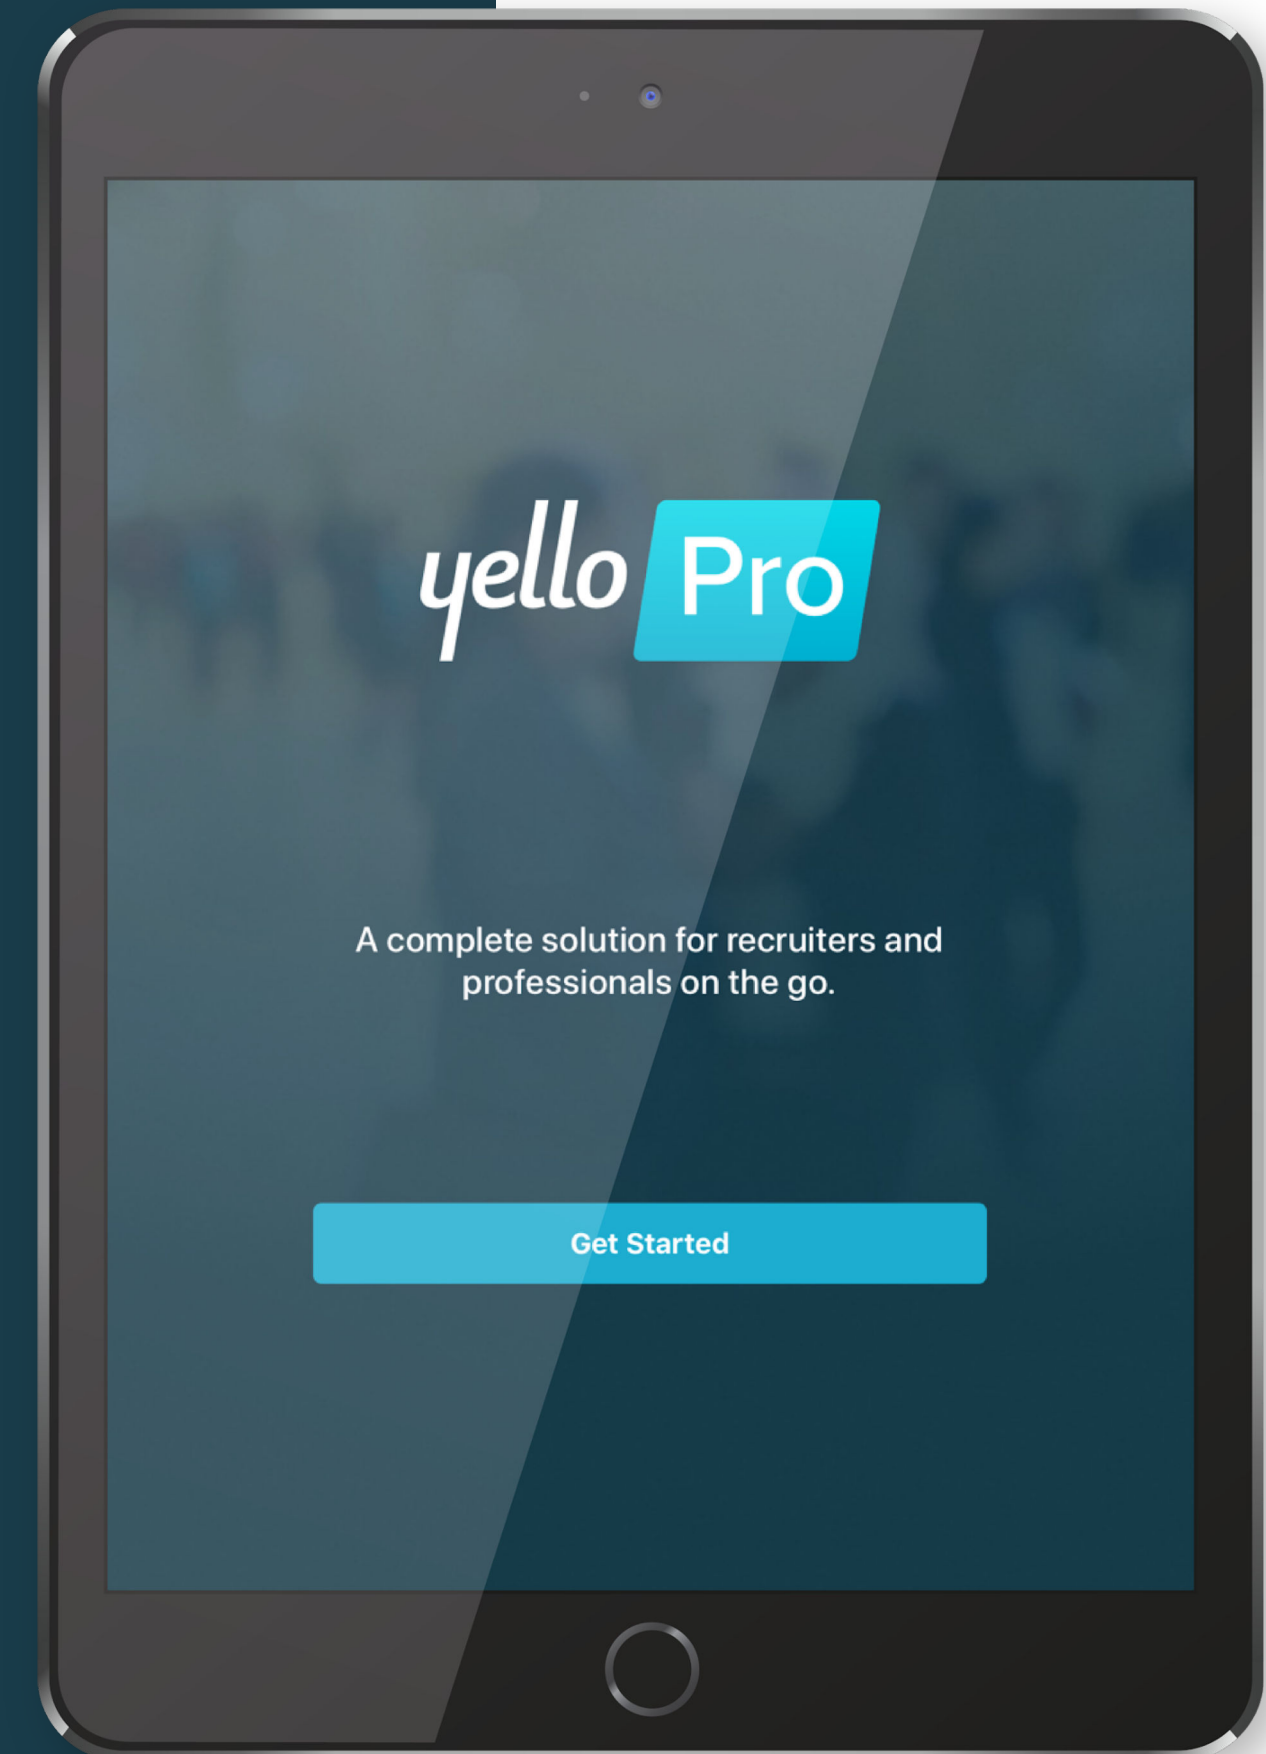 yello Pro
A complete solution for recruiters and
professionals on the go.
Get Started